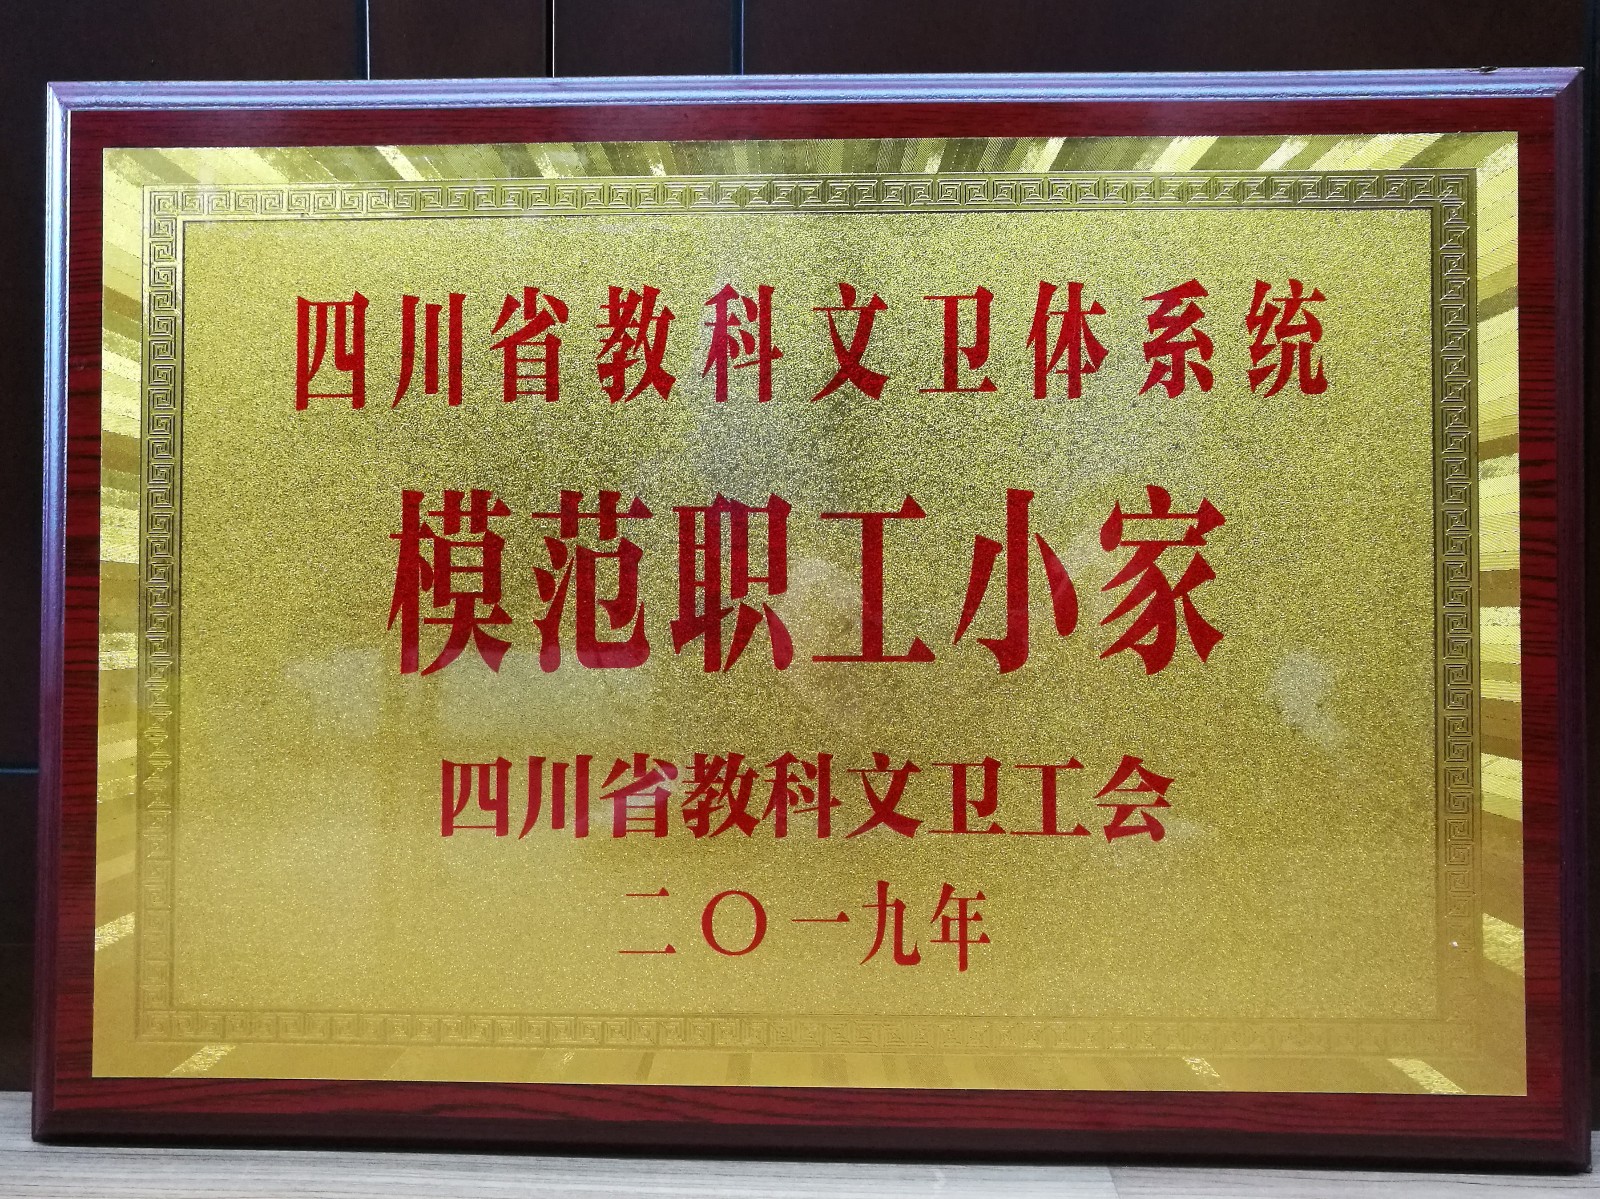 四川省教科文卫体系统
模范职工小家
四川省教科文卫工会
二〇一九年